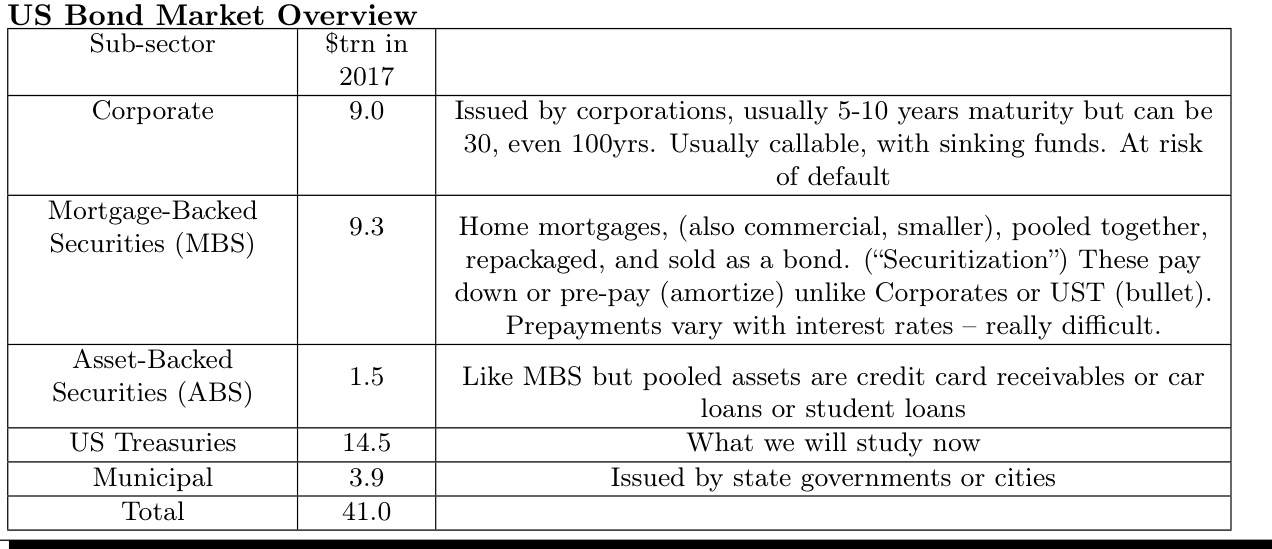 US Bond Market Overview
Sub-sector
$trn in
2017
Corporate
9.0
Issued by corporations, usually 5-10 years maturity but can be
30, even 100yrs. Usually callable, with sinking funds. At risk
of default
Mortgage-Backed
Securities (MBS)
9.3
Home mortgages, (also commercial, smaller), pooled together,
repackaged, and sold as a bond. (“Securitization”) These pay
down or pre-pay (amortize) unlike Corporates or UST (bullet).
Prepayments vary with interest rates – really difficult.
Asset-Backed
Securities (ABS)
1.5
Like MBS but pooled assets are credit card receivables or car
loans or student loans
US Treasuries
14.5
What we will study now
Municipal
3.9
Issued by state governments or cities
Total
41.0